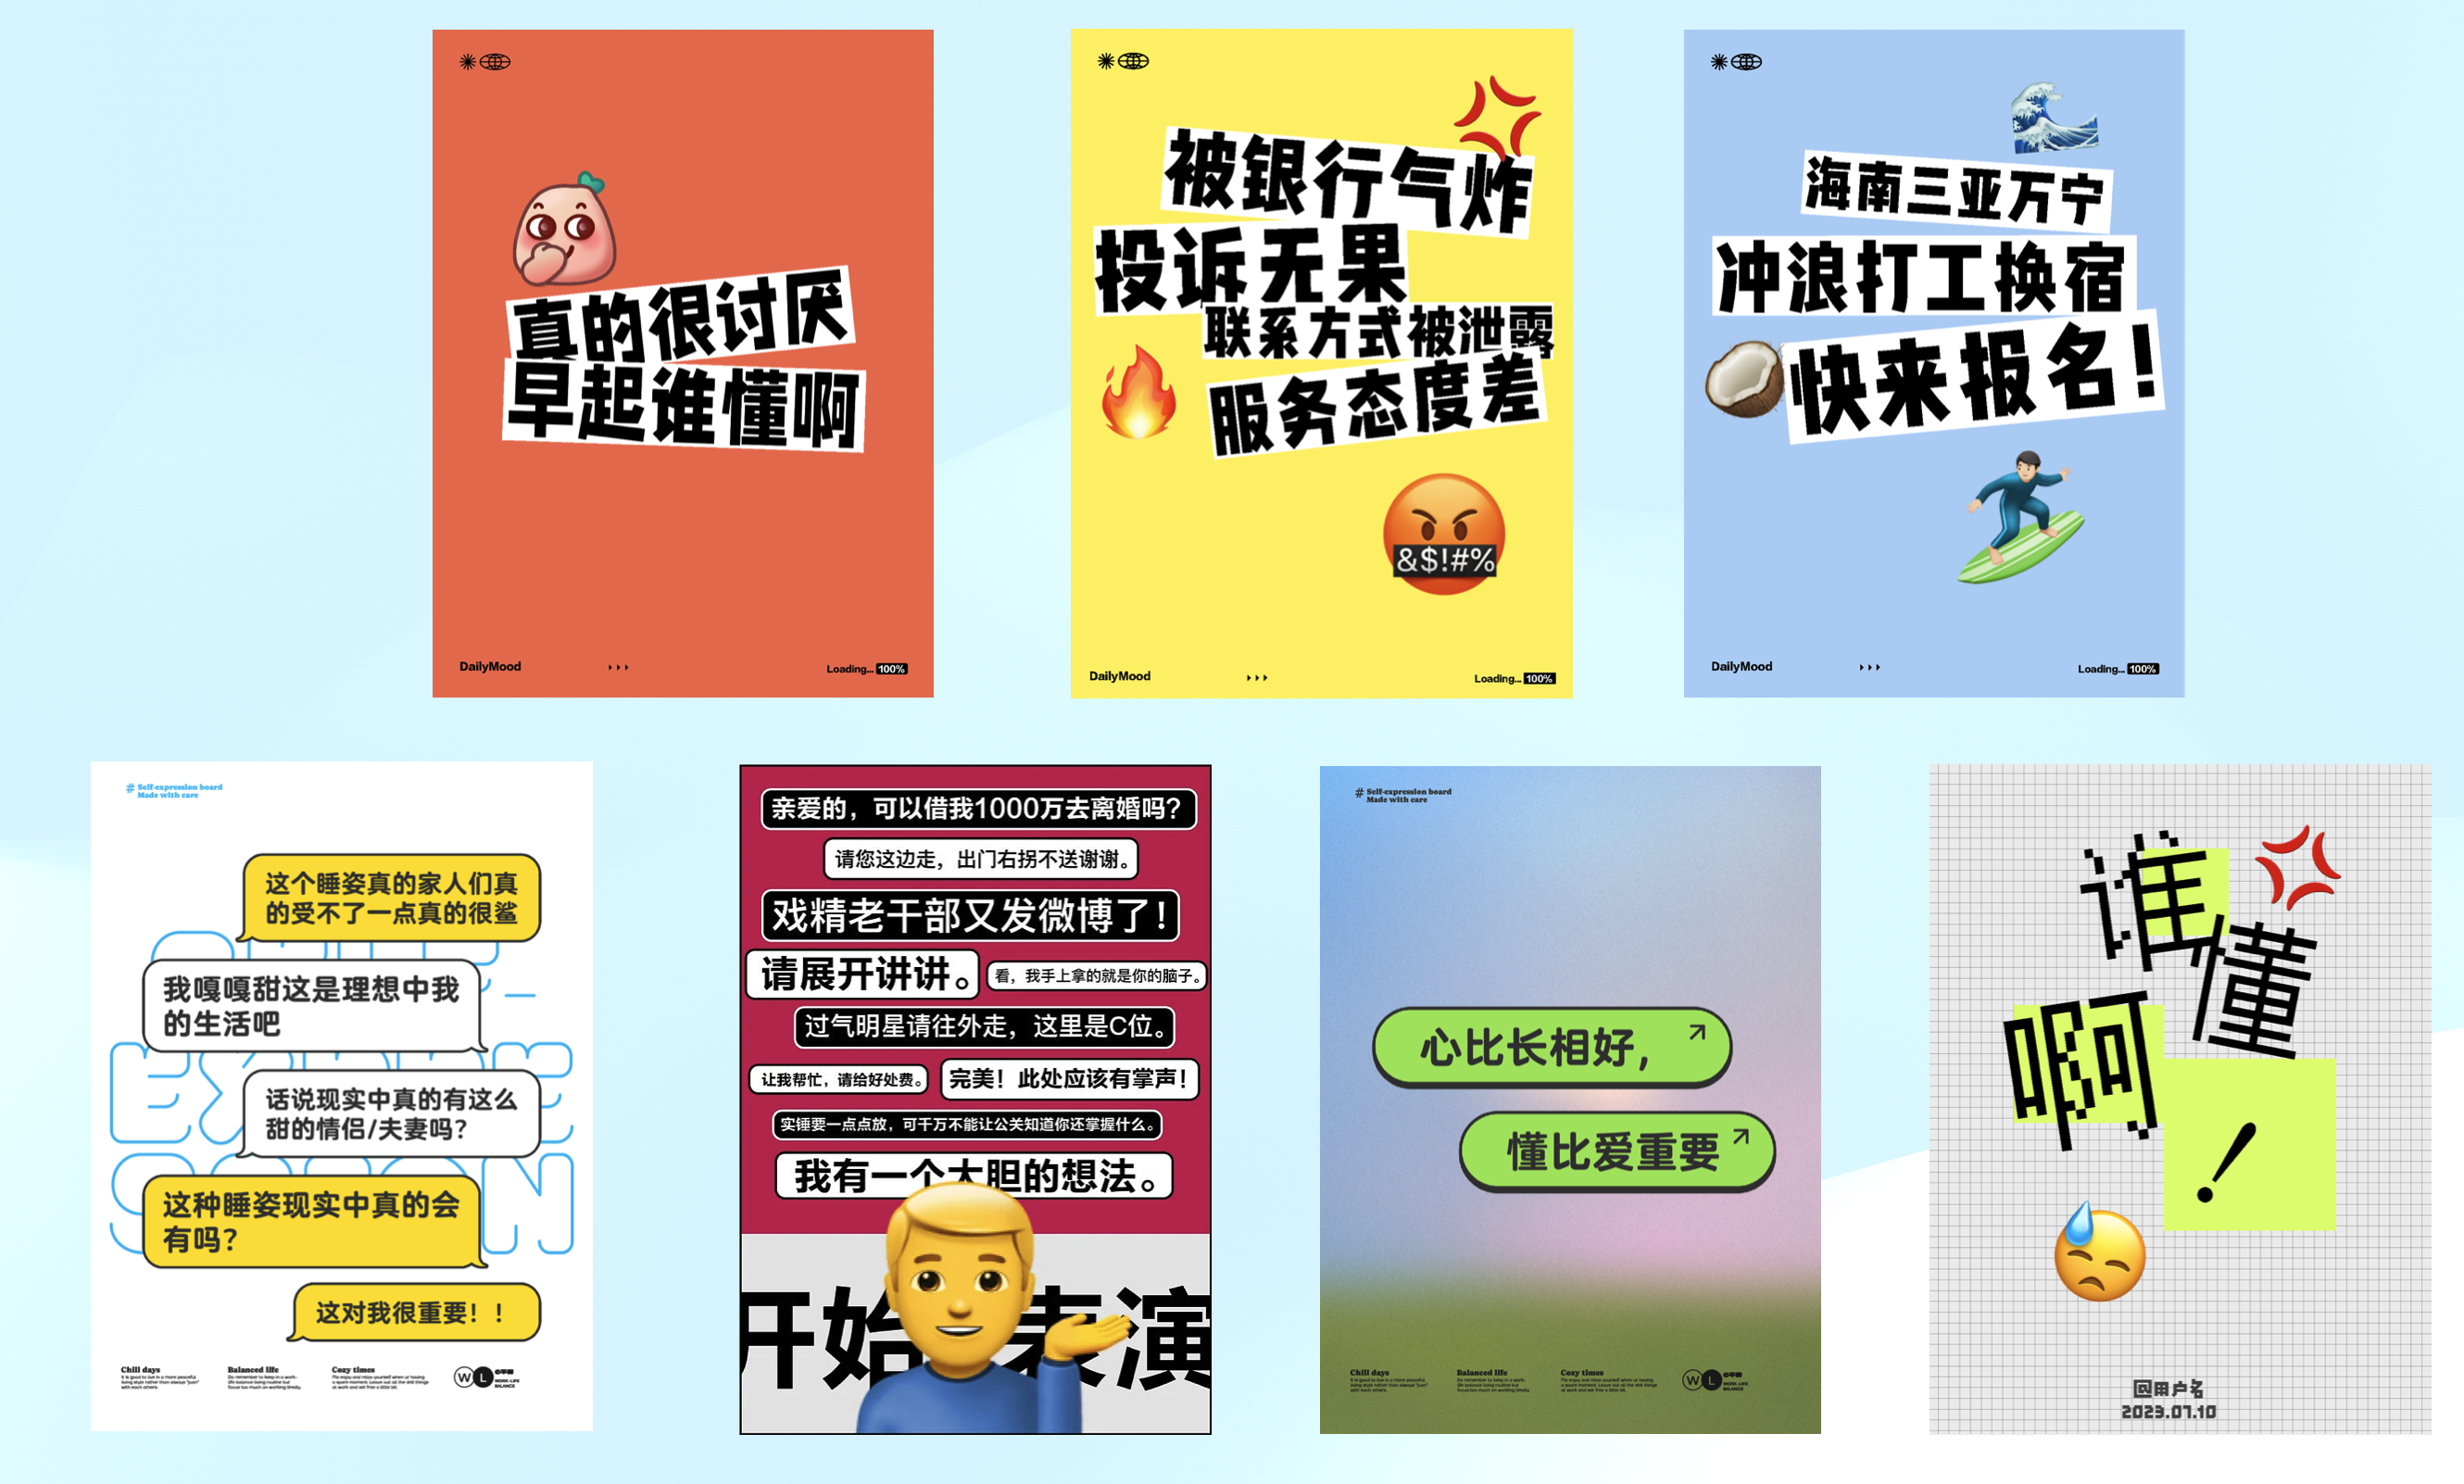 真的很讨厌
早起谁懂啊
DailyMood
Loading... 100%
被银行气炸
投诉无果
联系方式被泄露
服务态度差
&$!#%
DailyMood
Loading... 100%
海南三亚万宁
冲浪打工换宿
快来报名!
DailyMood
Loading... 100%
# Self-expression board
Made with care
这个睡姿真的家人们真
的受不了一点真的很鲨
我嘎嘎甜这是理想中我
的生活吧
话说现实中真的有这么
甜的情侣/夫妻吗?
这种睡姿现实中真的会
有吗?
这对我很重要!!
Chill days
Balanced life
Cozy times
W L
WORK-LIFE
BALANCE
亲爱的，可以借我1000万去离婚吗?
请您这边走，出门右拐不送谢谢。
戏精老干部又发微博了!
请展开讲讲。
看，我手上拿的就是你的脑子。
过气明星请往外走，这里是C位。
让我帮忙，请给好处费。
完美! 此处应该有掌声!
实锤要一点点放，可千万不能让公关知道你还掌握什么。
我有一个大胆的想法。
开始表演
# Self-expression board
Made with care
心比长相好，
懂比爱重要
Chill days
Balanced life
Cozy times
W L
WORK-LIFE
BALANCE
谁
懂
啊
!
@用户名
2023.07.10